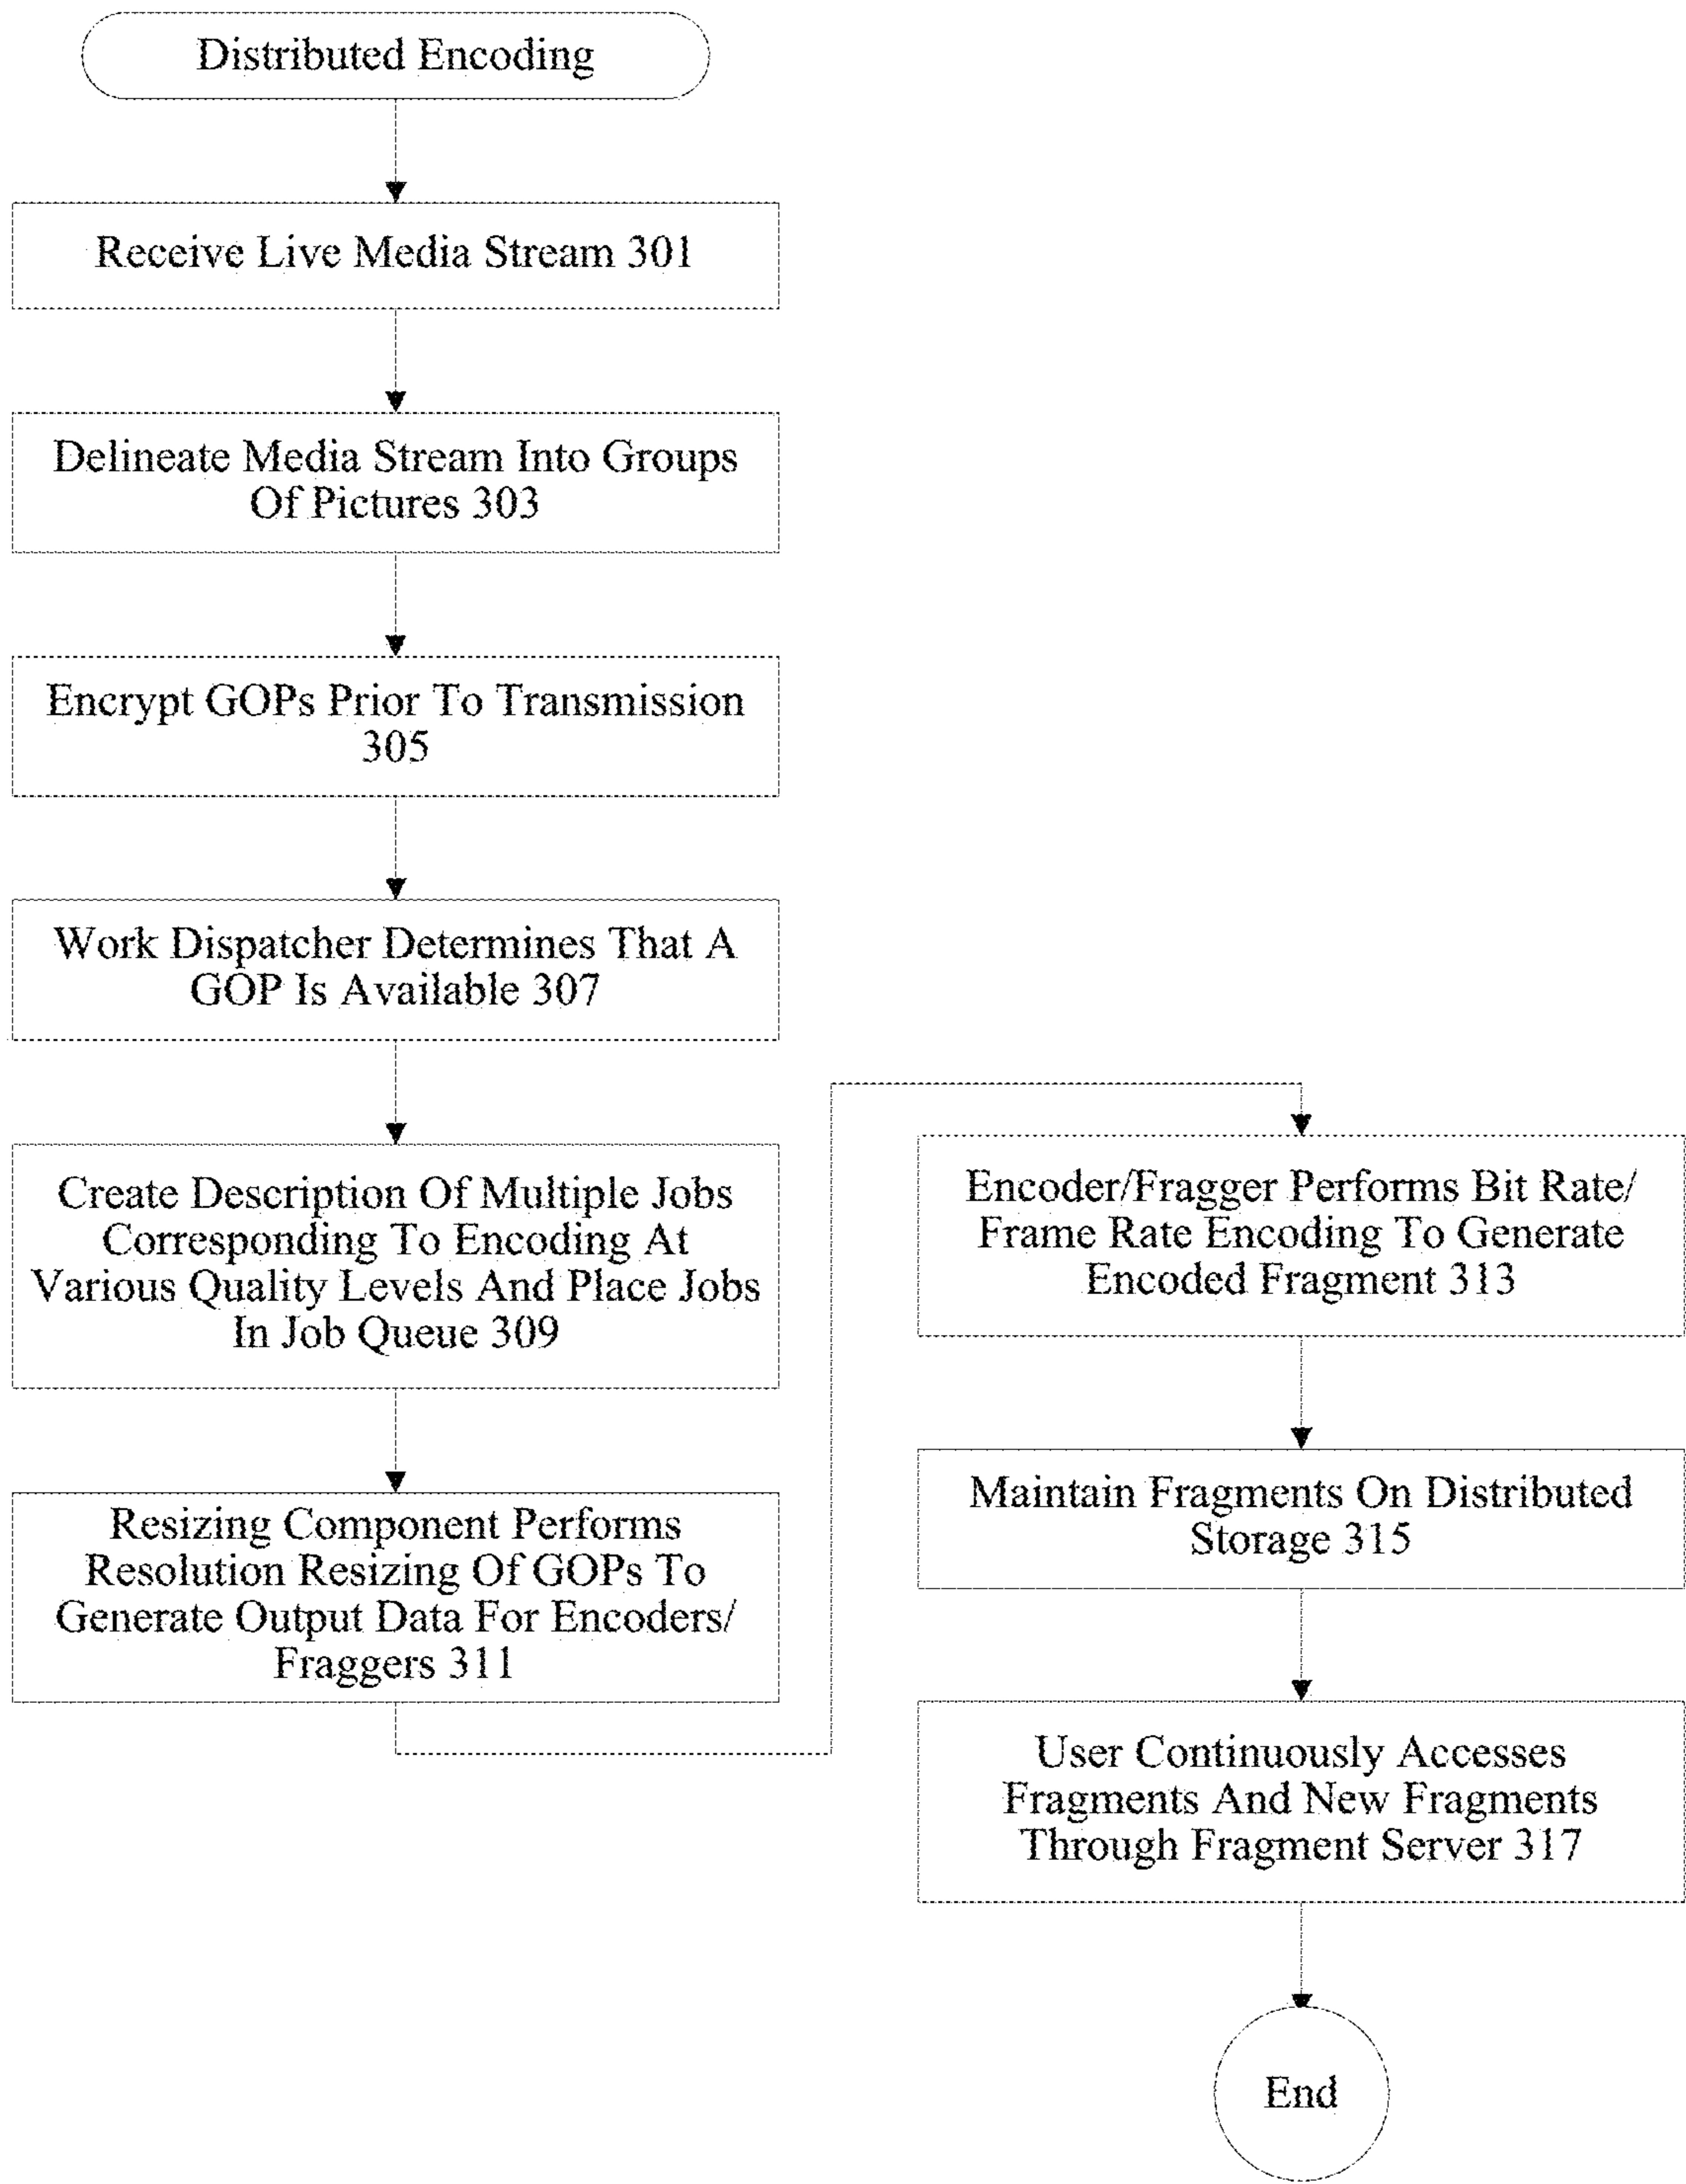 Distributed Encoding
Receive Live Media Stream 301
Delineate Media Stream Into Groups
Of Pictures 303
Encrypt GOPs Prior To Transmission
305
Work Dispatcher Determines That A
GOP Is Available 307
Create Description Of Multiple Jobs
Corresponding To Encoding At
Various Quality Levels And Place Jobs
In Job Queue 309
Resizing Component Performs
Resolution Resizing Of GOPs To
Generate Output Data For Encoders/
Fraggers 311
Encoder/Fragger Performs Bit Rate/
Frame Rate Encoding To Generate
Encoded Fragment 313
Maintain Fragments On Distributed
Storage 315
User Continuously Accesses
Fragments And New Fragments
Through Fragment Server 317
End